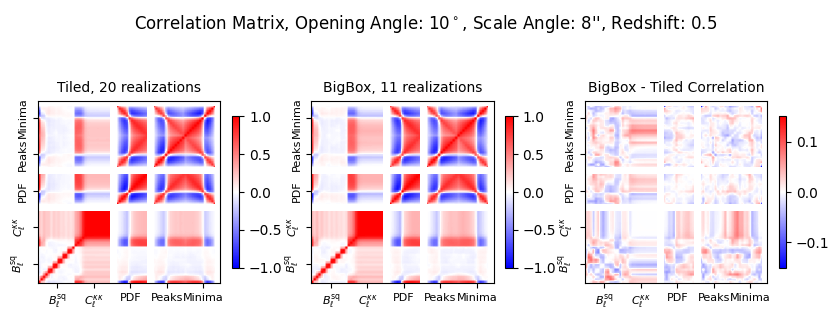 Correlation Matrix, Opening Angle: 10°, Scale Angle: 8'', Redshift: 0.5
Tiled, 20 realizations
BigBox, 11 realizations
BigBox - Tiled Correlation
Minima
Peaks
PDF
C_ℓ^κκ
B_ℓ^sq
B_ℓ^sq C_ℓ^κκ PDF Peaks Minima
1.0
0.5
0.0
−0.5
−1.0
Minima
Peaks
PDF
C_ℓ^κκ
B_ℓ^sq
B_ℓ^sq C_ℓ^κκ PDF Peaks Minima
1.0
0.5
0.0
−0.5
−1.0
Minima
Peaks
PDF
C_ℓ^κκ
B_ℓ^sq
B_ℓ^sq C_ℓ^κκ PDF Peaks Minima
0.1
0.0
−0.1